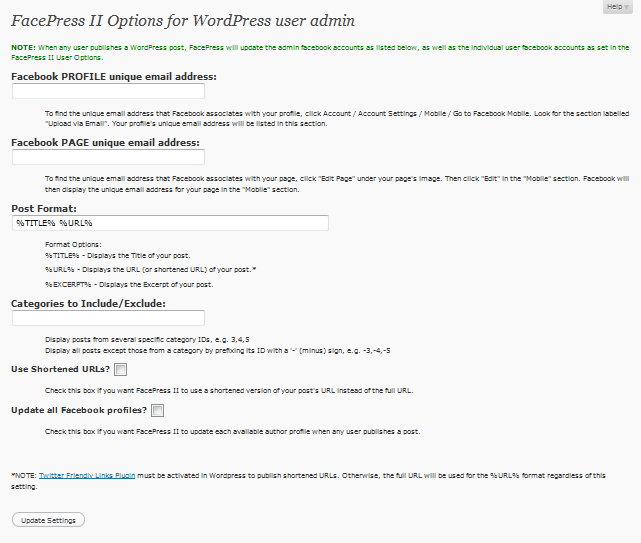 Help
FacePress II Options for WordPress user admin
NOTE: When any user publishes a WordPress post, FacePress will update the admin facebook accounts as listed below, as well as the individual user facebook accounts as set in the
FacePress II User Options.
Facebook PROFILE unique email address:
To find the unique email address that Facebook associates with your profile, click Account / Account Settings / Mobile / Go to Facebook Mobile. Look for the section labelled
"Upload via Email". Your profile's unique email address will be listed in this section.
Facebook PAGE unique email address:
To find the unique email address that Facebook associates with your page, click "Edit Page" under your page's image. Then click "Edit" in the "Mobile" section. Facebook will
then display the unique email address for your page in the "Mobile" section.
Post Format:
%TITLE% %URL%
Format Options:
%TITLE% - Displays the Title of your post.
%URL% - Displays the URL (or shortened URL) of your post.*
%EXCERPT% - Displays the Excerpt of your post.
Categories to Include/Exclude:
Display posts from several specific category IDs, e.g. 3,4,5
Display all posts except those from a category by prefixing its ID with a '-' (minus) sign, e.g. -3,-4,-5
Use Shortened URLs?
Check this box if you want FacePress II to use a shortened version of your post's URL instead of the full URL.
Update all Facebook profiles?
Check this box if you want FacePress II to update each available author profile when any user publishes a post.
*NOTE: Twitter Friendly Links Plugin must be activated in Wordpress to publish shortened URLs. Otherwise, the full URL will be used for the %URL% format regardless of this
setting.
Update Settings